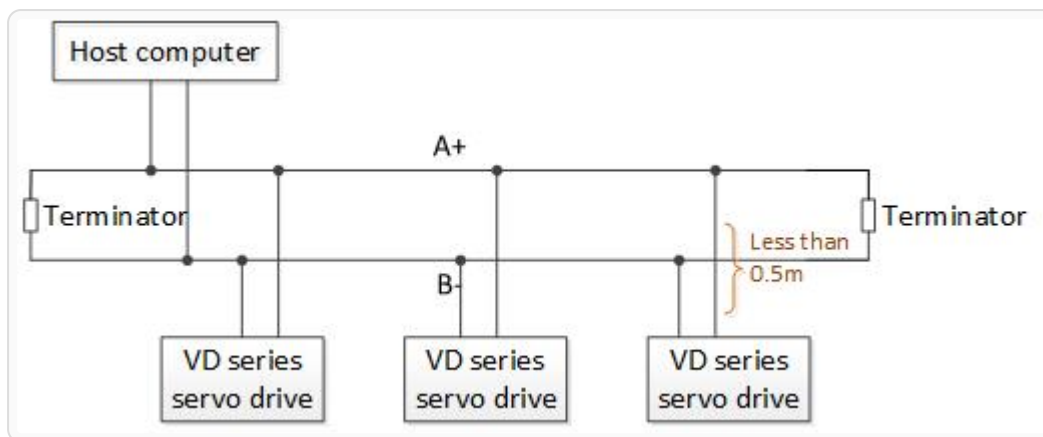 Host computer
A+
Terminator
Terminator
Less than
0.5m
B-
VD series
servo drive
VD series
servo drive
VD series
servo drive